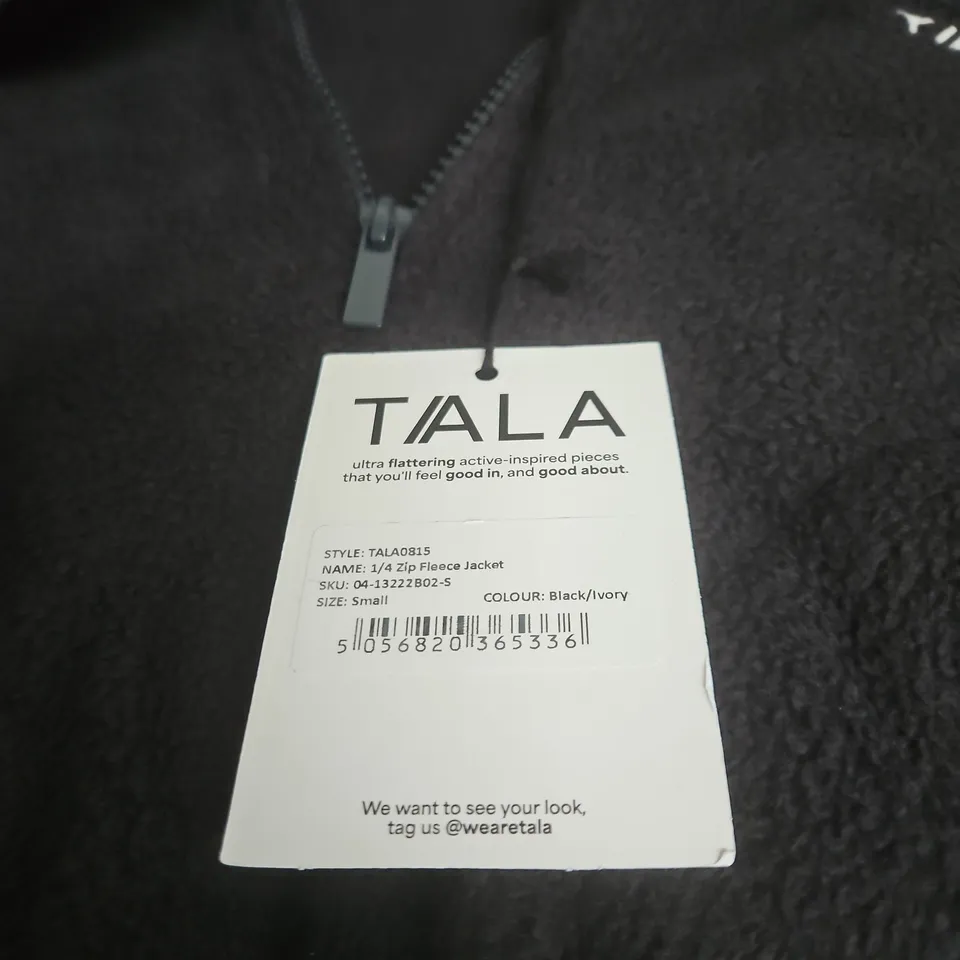 TALA
ultra flattering active-inspired pieces
that you'll feel good in, and good about.
STYLE: TALA0815
NAME: 1/4 Zip Fleece Jacket
SKU: 04-13222B02-S
SIZE: Small COLOUR: Black/Ivory
5 056820 365336
We want to see your look,
tag us @wearetala